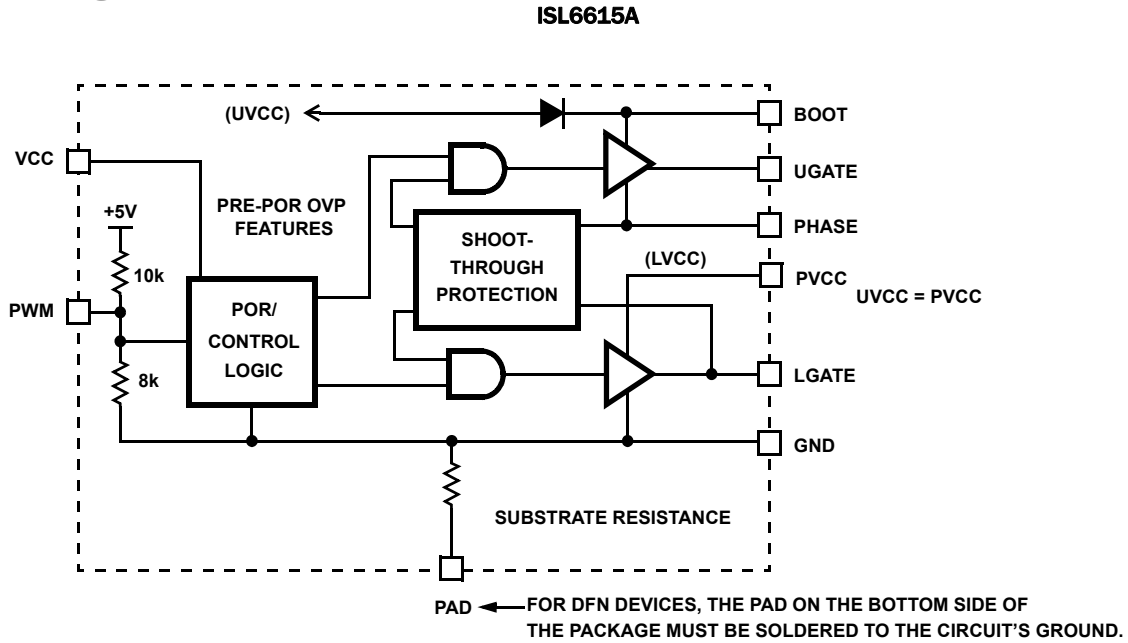 ISL6615A
(UVCC)
BOOT
VCC
UGATE
+5V
PRE-POR OVP
FEATURES
PHASE
SHOOT-
THROUGH
PROTECTION
(LVCC)
10k
PVCC
UVCC = PVCC
PWM
POR/
CONTROL
LOGIC
8k
LGATE
GND
SUBSTRATE RESISTANCE
PAD
FOR DFN DEVICES, THE PAD ON THE BOTTOM SIDE OF
THE PACKAGE MUST BE SOLDERED TO THE CIRCUIT'S GROUND.